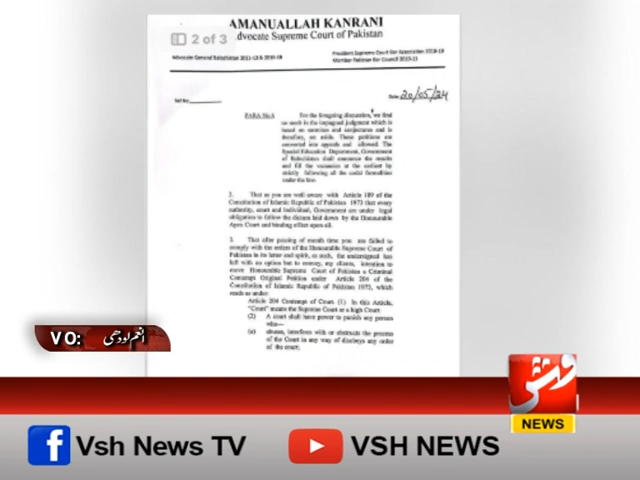 AMANUALLAH KANRANI
Advocate Supreme Court of Pakistan
2 of 3
Advocate General Balochistan
President Supreme Court Bar Association 2018-19
Member Pakistan Bar Council 2010-11
Ref No
Date: 20/05/24
PARA No.
For the foregoing discussion, we find
no merit in the impugned judgment which is
based on surmises and conjectures and is
therefore, set aside. These petitions are
converted into appeals and allowed. The
Special Education Department, Government
of Balochistan shall announce the results
and fill the vacancies at the earliest by
strictly following all the codal formalities
under the law.
2. That as you are well aware with Article 189 of the
Constitution of Islamic Republic of Pakistan 1973 that every
authority, court and individual, Government are under legal
obligation to follow the dictum laid down by the Honourable
Apex Court and binding effect upon all.
3. That after passing of month time you are failed to
comply with the orders of the Honourable Supreme Court of
Pakistan in its letter and spirit, as such, the undersigned has
left with no option but to convey, my clients, intention to
move Honourable Supreme Court of Pakistan a Criminal
Contempt Original Petition under Article 204 of the
Constitution of Islamic Republic of Pakistan 1973, which
reads as under:
Article 204 Contempt of Court (1) In this Article,
"Court" means the Supreme Court or a high Court
(2) A court shall have power to punish any person
who—
(a) abuses, interferes with or obstructs the process
of the Court in any way or disobeys any order
of the court;
VO: انعم لودھی
وش
NEWS
Vsh News TV
VSH NEWS